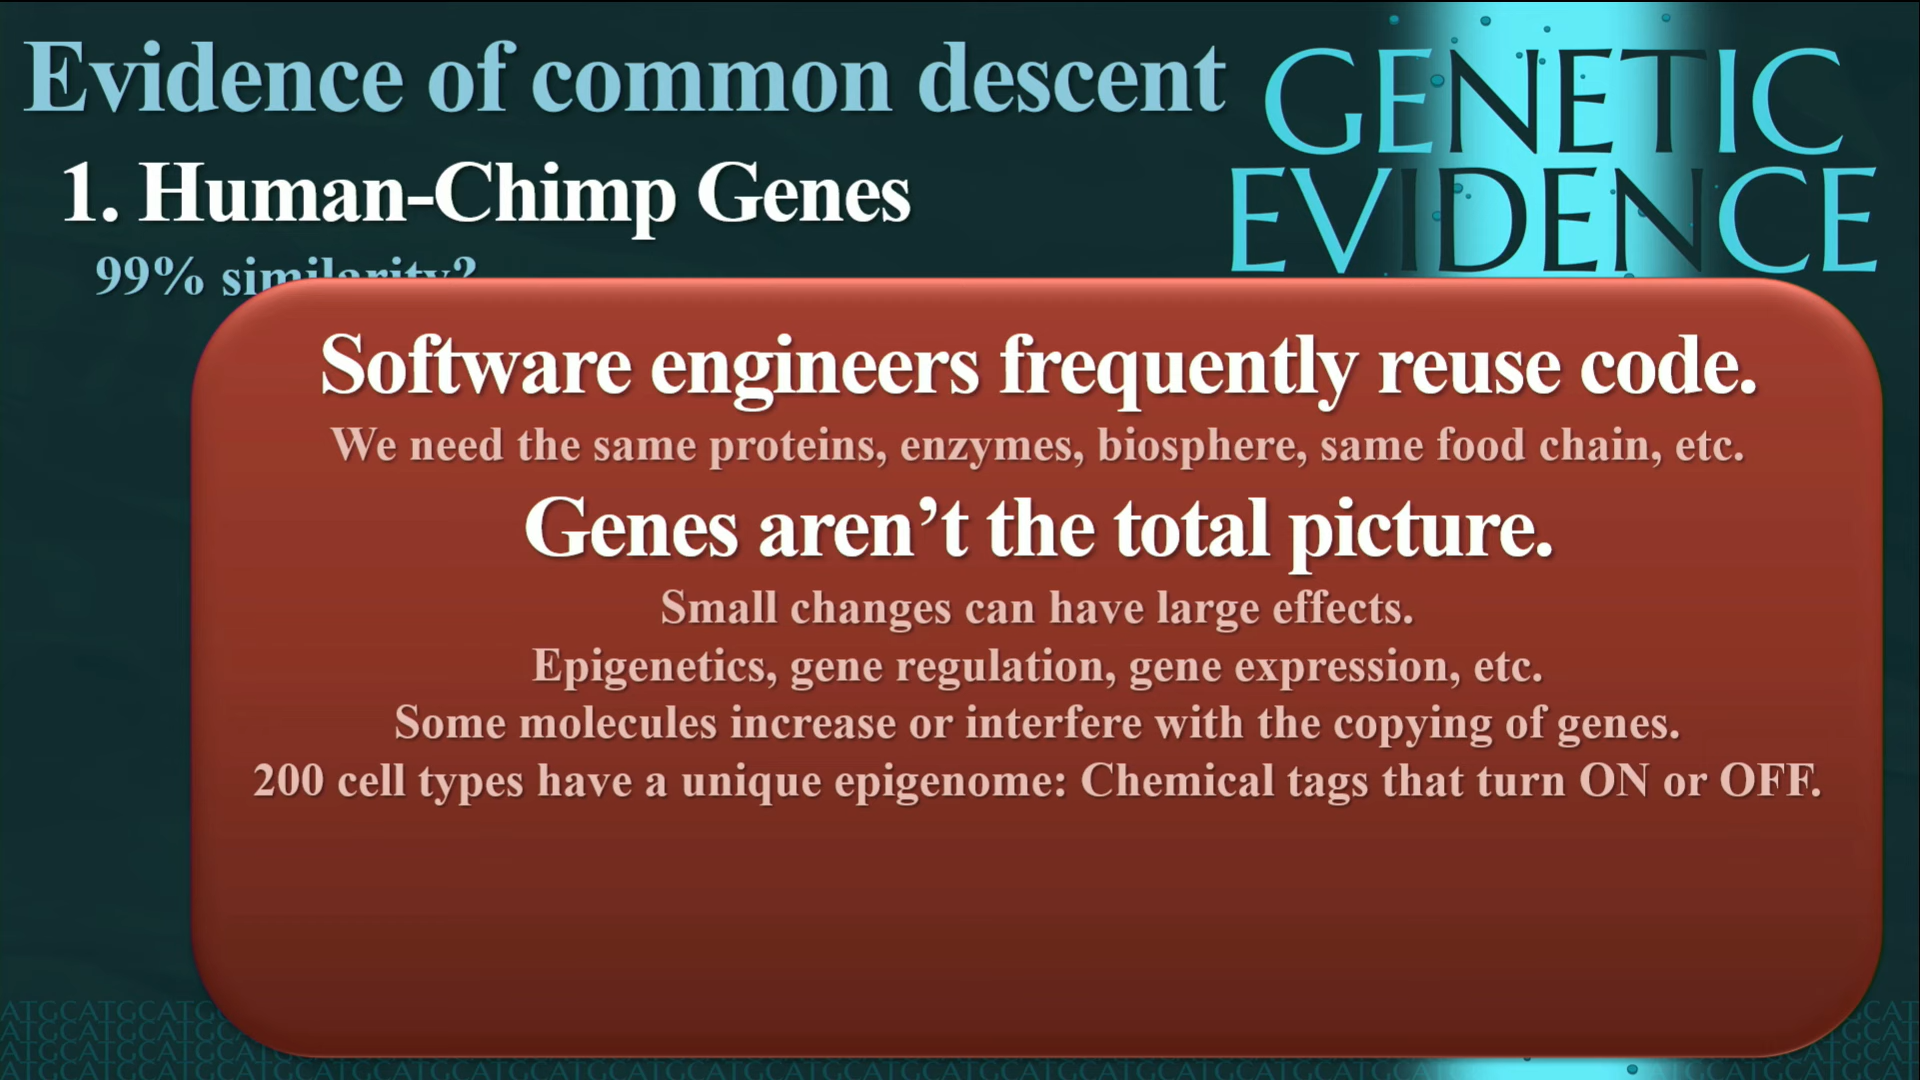 Evidence of common descent
GENETIC
EVIDENCE
1. Human-Chimp Genes
99% similarity?
Software engineers frequently reuse code.
We need the same proteins, enzymes, biosphere, same food chain, etc.
Genes aren’t the total picture.
Small changes can have large effects.
Epigenetics, gene regulation, gene expression, etc.
Some molecules increase or interfere with the copying of genes.
200 cell types have a unique epigenome: Chemical tags that turn ON or OFF.